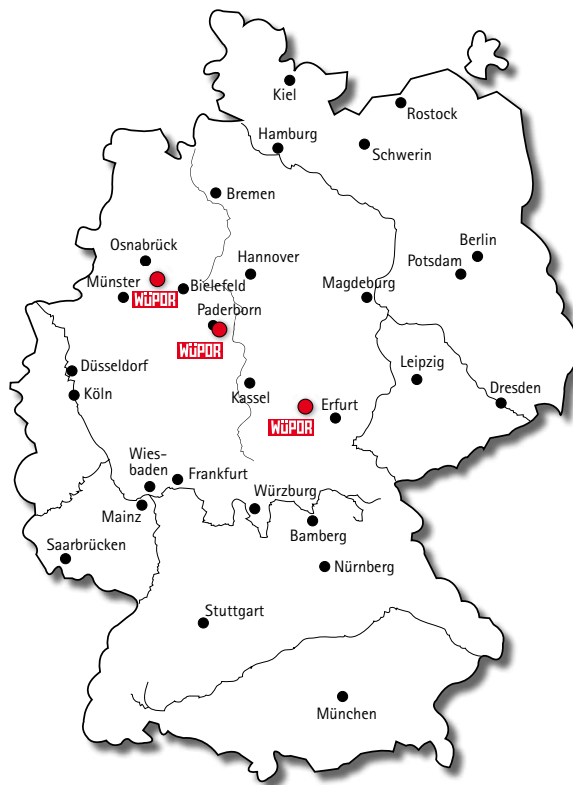 Kiel
Rostock
Hamburg
Schwerin
Bremen
Osnabrück
Hannover
Berlin
Potsdam
Münster
Bielefeld
Magdeburg
WÜPOR
Paderborn
WÜPOR
Düsseldorf
Leipzig
Köln
Kassel
Dresden
Erfurt
WÜPOR
Wies-
baden
Frankfurt
Würzburg
Mainz
Bamberg
Saarbrücken
Nürnberg
Stuttgart
München